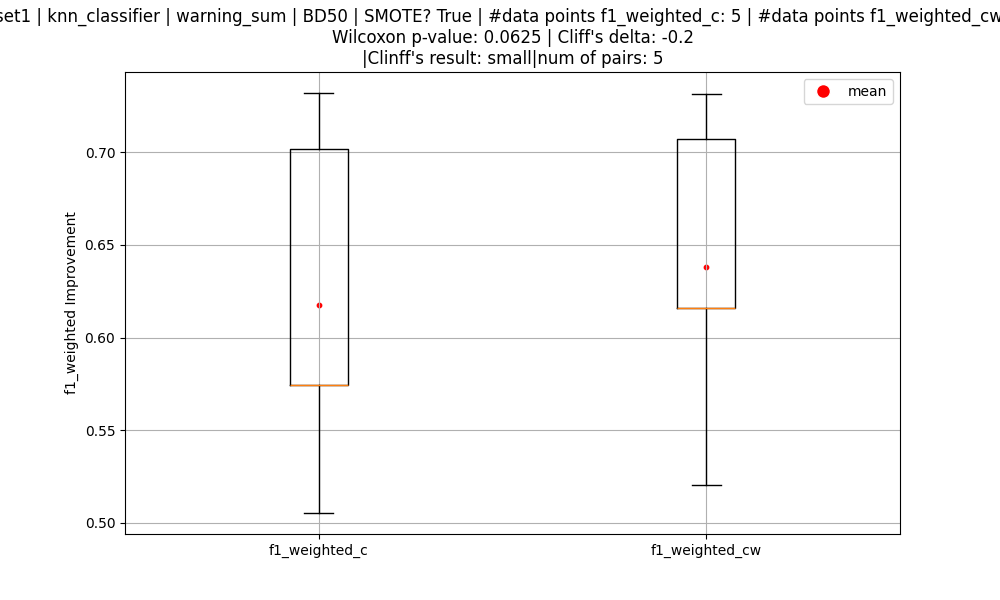 set1 | knn_classifier | warning_sum | BD50 | SMOTE? True | #data points f1_weighted_c: 5 | #data points f1_weighted_cw
Wilcoxon p-value: 0.0625 | Cliff's delta: -0.2
|Clinff's result: small|num of pairs: 5
mean
0.70
0.65
0.60
0.55
0.50
f1_weighted Improvement
f1_weighted_c
f1_weighted_cw